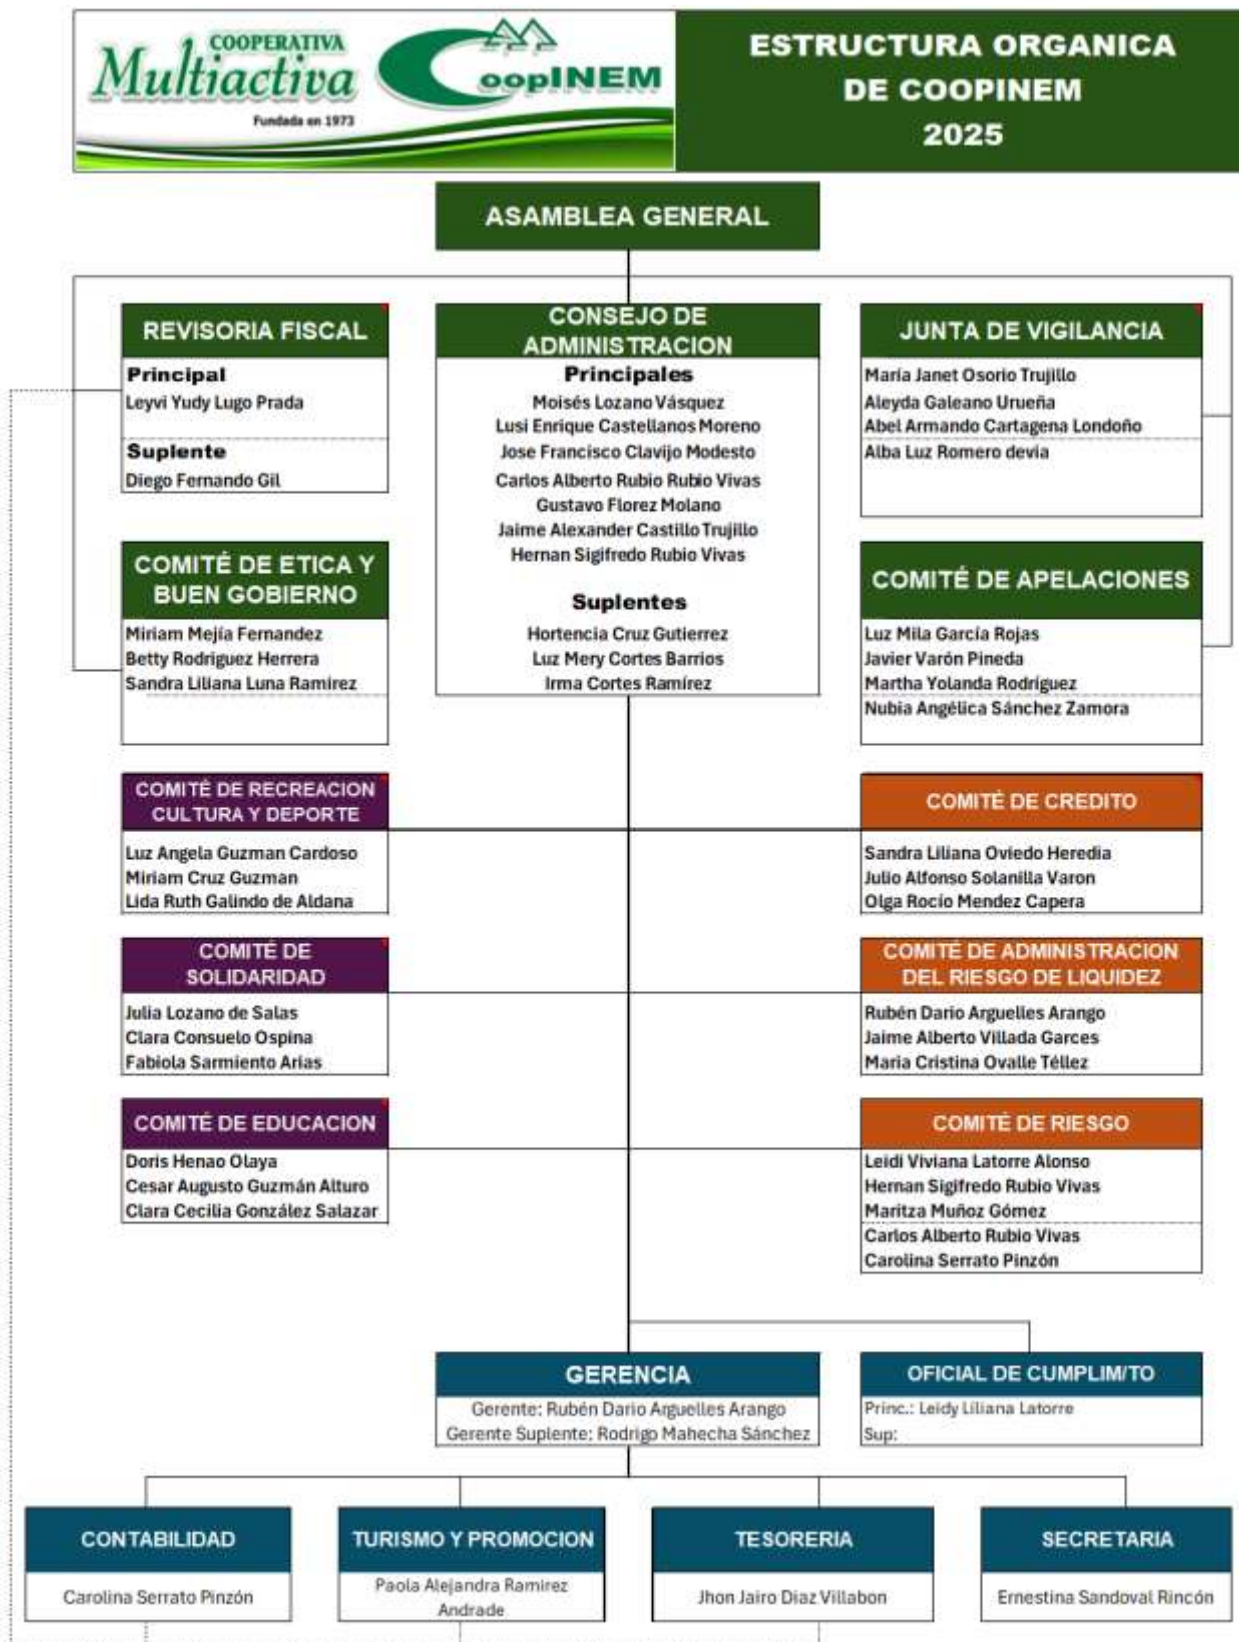 COOPERATIVA
Multiactiva
CoopINEM
Fundada en 1973
ESTRUCTURA ORGANICA
DE COOPINEM
2025
ASAMBLEA GENERAL
REVISORIA FISCAL
Principal
Leyvi Yudy Lugo Prada
Suplente
Diego Fernando Gil
CONSEJO DE
ADMINISTRACION
Principales
Moisés Lozano Vásquez
Lusi Enrique Castellanos Moreno
Jose Francisco Clavijo Modesto
Carlos Alberto Rubio Rubio Vivas
Gustavo Florez Molano
Jaime Alexander Castillo Trujillo
Hernan Sigifredo Rubio Vivas
Suplentes
Hortencia Cruz Gutierrez
Luz Mery Cortes Barrios
Irma Cortes Ramírez
JUNTA DE VIGILANCIA
María Janet Osorio Trujillo
Aleyda Galeano Urueña
Abel Armando Cartagena Londoño
Alba Luz Romero devia
COMITÉ DE ETICA Y
BUEN GOBIERNO
Miriam Mejía Fernandez
Betty Rodriguez Herrera
Sandra Liliana Luna Ramirez
COMITÉ DE APELACIONES
Luz Mila García Rojas
Javier Varón Pineda
Martha Yolanda Rodríguez
Nubia Angélica Sánchez Zamora
COMITÉ DE RECREACION
CULTURA Y DEPORTE
Luz Angela Guzman Cardoso
Miriam Cruz Guzman
Lida Ruth Galindo de Aldana
COMITÉ DE CREDITO
Sandra Liliana Oviedo Heredia
Julio Alfonso Solanilla Varon
Olga Rocío Mendez Capera
COMITÉ DE
SOLIDARIDAD
Julia Lozano de Salas
Clara Consuelo Ospina
Fabiola Sarmiento Arias
COMITÉ DE ADMINISTRACION
DEL RIESGO DE LIQUIDEZ
Rubén Dario Arguelles Arango
Jaime Alberto Villada Garces
Maria Cristina Ovalle Téllez
COMITÉ DE EDUCACION
Doris Henao Olaya
Cesar Augusto Guzmán Alturo
Clara Cecilia González Salazar
COMITÉ DE RIESGO
Leidi Viviana Latorre Alonso
Hernan Sigifredo Rubio Vivas
Maritza Muñoz Gómez
Carlos Alberto Rubio Vivas
Carolina Serrato Pinzón
GERENCIA
Gerente: Rubén Dario Arguelles Arango
Gerente Suplente: Rodrigo Mahecha Sánchez
OFICIAL DE CUMPLIM/TO
Princ.: Leidy Liliana Latorre
Sup:
CONTABILIDAD
Carolina Serrato Pinzón
TURISMO Y PROMOCION
Paola Alejandra Ramirez
Andrade
TESORERIA
Jhon Jairo Diaz Villabon
SECRETARIA
Ernestina Sandoval Rincón